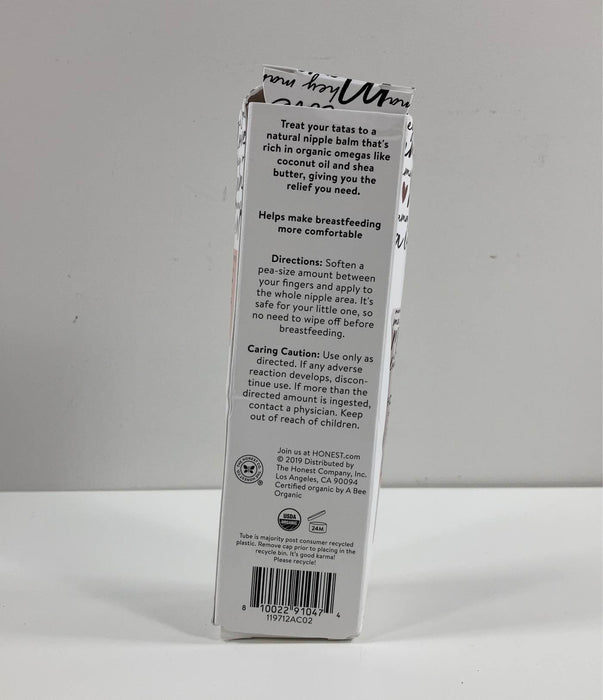 hey
Treat your tatas to a
natural nipple balm that's
rich in organic omegas like
coconut oil and shea
butter, giving you the
relief you need.
Helps make breastfeeding
more comfortable
Directions: Soften a
pea-size amount between
your fingers and apply to
the whole nipple area. It's
safe for your little one, so
no need to wipe off before
breastfeeding.
Caring Caution: Use only as
directed. If any adverse
reaction develops, discon-
tinue use. If more than the
directed amount is ingested,
contact a physician. Keep
out of reach of children.
Join us at HONEST.com
© 2019 Distributed by
The Honest Company, Inc.
Los Angeles, CA 90094
Certified organic by A Bee
Organic
USDA
ORGANIC
24M
Tube is majority post consumer recycled
plastic. Remove cap prior to placing in the
recycle bin. It's good karma!
Please recycle!
8 10022 91047 4
119712AC02